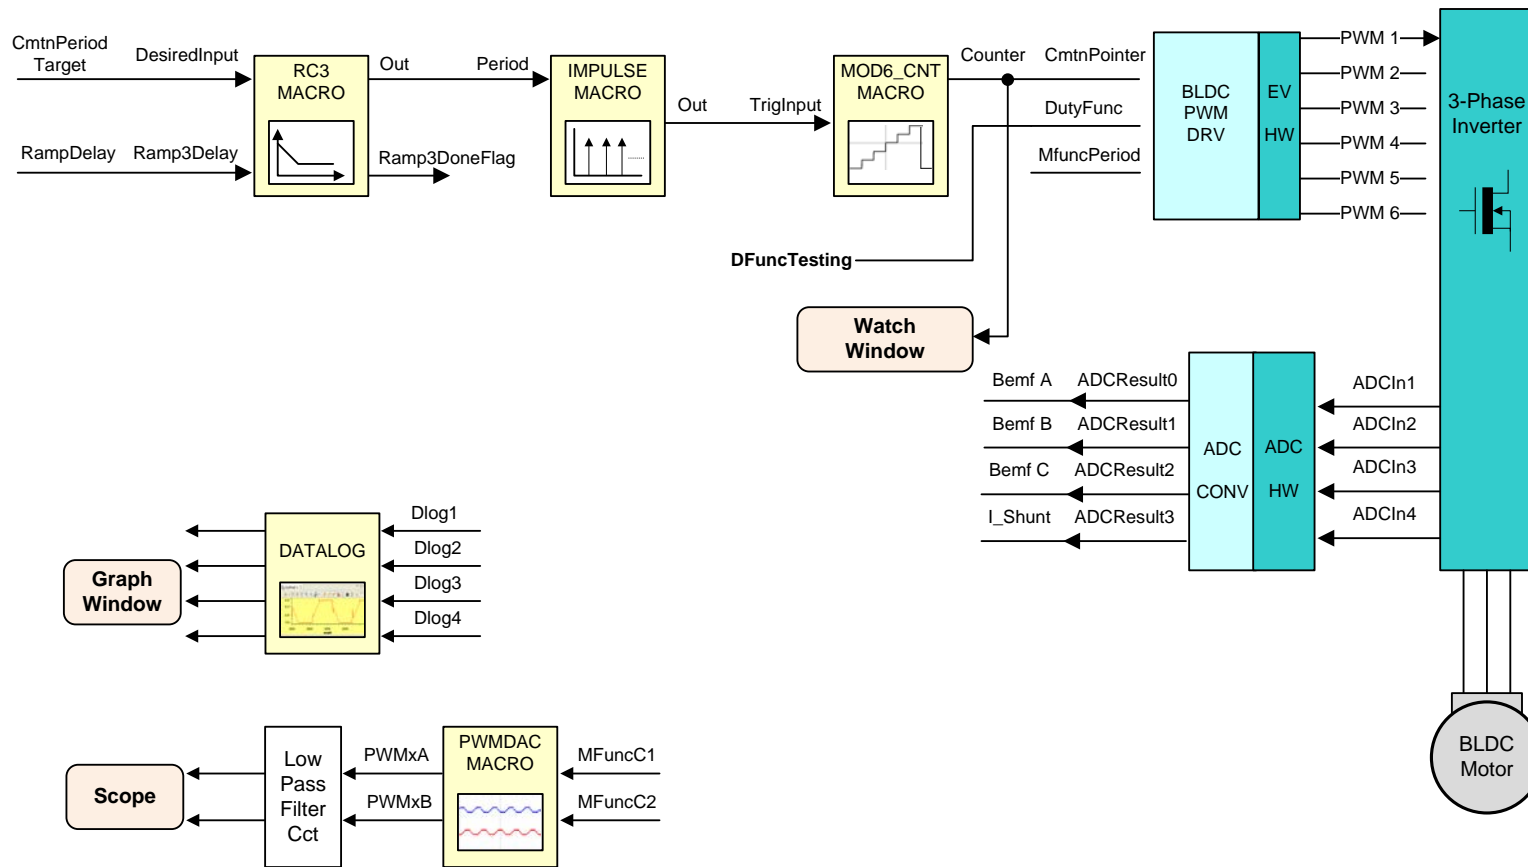 CmtnPeriod
Target
DesiredInput
RC3
MACRO
Out
Period
IMPULSE
MACRO
Out
TrigInput
MOD6_CNT
MACRO
Counter
CmtnPointer
RampDelay
Ramp3Delay
Ramp3DoneFlag
DutyFunc
MfuncPeriod
DFuncTesting
BLDC
PWM
DRV
EV
HW
PWM 1
PWM 2
PWM 3
PWM 4
PWM 5
PWM 6
3-Phase
Inverter
Watch
Window
Bemf A
ADCResult0
Bemf B
ADCResult1
Bemf C
ADCResult2
I_Shunt
ADCResult3
ADC
CONV
ADC
HW
ADCIn1
ADCIn2
ADCIn3
ADCIn4
Graph
Window
DATALOG
Dlog1
Dlog2
Dlog3
Dlog4
Scope
Low
Pass
Filter
Cct
PWMxA
PWMxB
PWMDAC
MACRO
MFuncC1
MFuncC2
BLDC
Motor